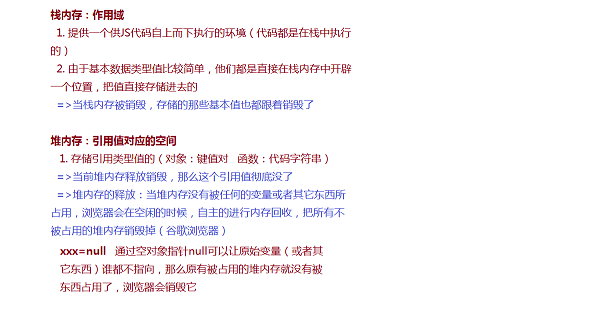 栈内存：作用域
1. 提供一个供JS代码自上而下执行的环境（代码都是在栈中执行
的）
2. 由于基本数据类型值比较简单，他们都是直接在栈内存中开辟
一个位置，把值直接存储进去的
=>当栈内存被销毁，存储的那些基本值也都跟着销毁了
堆内存：引用值对应的空间
1. 存储引用类型值的（对象：键值对 函数：代码字符串）
=>当前堆内存释放销毁，那么这个引用值彻底没了
=>堆内存的释放：当堆内存没有被任何的变量或者其它东西所
占用，浏览器会在空闲的时候，自主的进行内存回收，把所有不
被占用的堆内存销毁掉（谷歌浏览器）
xxx=null 通过空对象指针null可以让原始变量（或者其
它东西）谁都不指向，那么原有被占用的堆内存就没有被
东西占用了，浏览器会销毁它